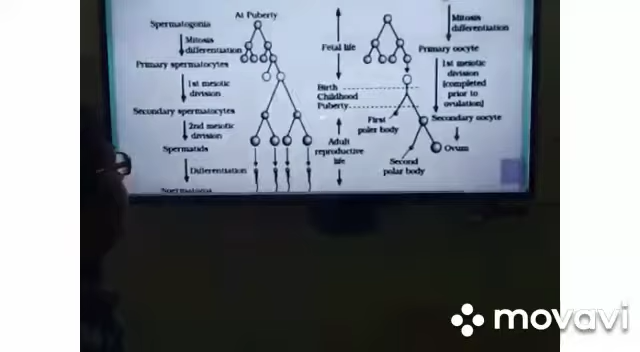 At Puberty
Spermatogonia
Mitosis
differentiation
Primary spermatocytes
1st meiotic
division
Secondary spermatocytes
2nd meiotic
division
Spermatids
Differentiation
Fetal life
Birth
Childhood
Puberty
Adult
reproductive
life
Mitosis
differentiation
Primary oocyte
1st meiotic
division
[completed
prior to
ovulation]
First
poler body
Secondary oocyte
Ovum
Second
polar body
movavi